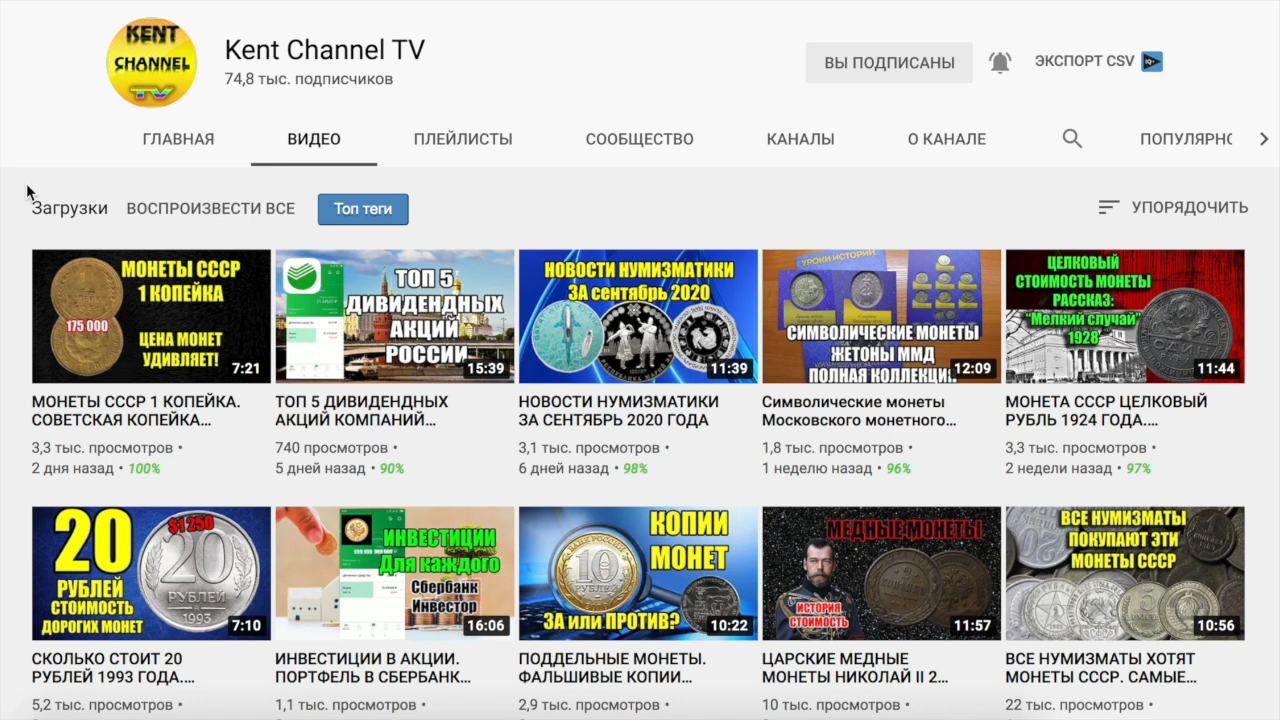 KENT
CHANNEL
TV
Kent Channel TV
74,8 тыс. подписчиков
ВЫ ПОДПИСАНЫ
ЭКСПОРТ CSV
ГЛАВНАЯ
ВИДЕО
ПЛЕЙЛИСТЫ
СООБЩЕСТВО
КАНАЛЫ
О КАНАЛЕ
ПОПУЛЯРНО
Загрузки
ВОСПРОИЗВЕСТИ ВСЕ
Топ теги
УПОРЯДОЧИТЬ
МОНЕТЫ СССР
1 КОПЕЙКА
175 000
ЦЕНА МОНЕТ
УДИВЛЯЕТ!
7:21
ТОП 5
ДИВИДЕНДНЫХ
АКЦИЙ
РОССИИ
15:39
НОВОСТИ НУМИЗМАТИКИ
ЗА сентябрь 2020
11:39
УРОКИ ИСТОРИИ
СИМВОЛИЧЕСКИЕ МОНЕТЫ
ЖЕТОНЫ ММД
ПОЛНАЯ КОЛЛЕКЦИЯ
12:09
ЦЕЛКОВЫЙ
СТОИМОСТЬ МОНЕТЫ
РАССКАЗ:
"Мелкий случай"
1928
11:44
МОНЕТЫ СССР 1 КОПЕЙКА.
СОВЕТСКАЯ КОПЕЙКА…
3,3 тыс. просмотров •
2 дня назад • 100%
ТОП 5 ДИВИДЕНДНЫХ
АКЦИЙ КОМПАНИЙ…
740 просмотров •
5 дней назад • 90%
НОВОСТИ НУМИЗМАТИКИ
ЗА СЕНТЯБРЬ 2020 ГОДА
3,1 тыс. просмотров •
6 дней назад • 98%
Символические монеты
Московского монетного…
1,8 тыс. просмотров •
1 неделю назад • 96%
МОНЕТА СССР ЦЕЛКОВЫЙ
РУБЛЬ 1924 ГОДА.…
3,3 тыс. просмотров •
2 недели назад • 97%
20
РУБЛЕЙ
СТОИМОСТЬ
ДОРОГИХ МОНЕТ
$1 250
20
РУБЛЕЙ
1993
7:10
ИНВЕСТИЦИИ
Для каждого
Сбербанк
Инвестор
16:06
КОПИИ
МОНЕТ
10
РУБЛЕЙ
ЗА или ПРОТИВ?
10:22
МЕДНЫЕ МОНЕТЫ
ИСТОРИЯ
СТОИМОСТЬ
11:57
ВСЕ НУМИЗМАТЫ
ПОКУПАЮТ ЭТИ
МОНЕТЫ СССР
10:56
СКОЛЬКО СТОИТ 20
РУБЛЕЙ 1993 ГОДА.…
5,2 тыс. просмотров •
ИНВЕСТИЦИИ В АКЦИИ.
ПОРТФЕЛЬ В СБЕРБАНК…
1,1 тыс. просмотров •
ПОДДЕЛЬНЫЕ МОНЕТЫ.
ФАЛЬШИВЫЕ КОПИИ…
2,9 тыс. просмотров •
ЦАРСКИЕ МЕДНЫЕ
МОНЕТЫ НИКОЛАЙ II 2…
10 тыс. просмотров •
ВСЕ НУМИЗМАТЫ ХОТЯТ
МОНЕТЫ СССР. САМЫЕ…
22 тыс. просмотров •